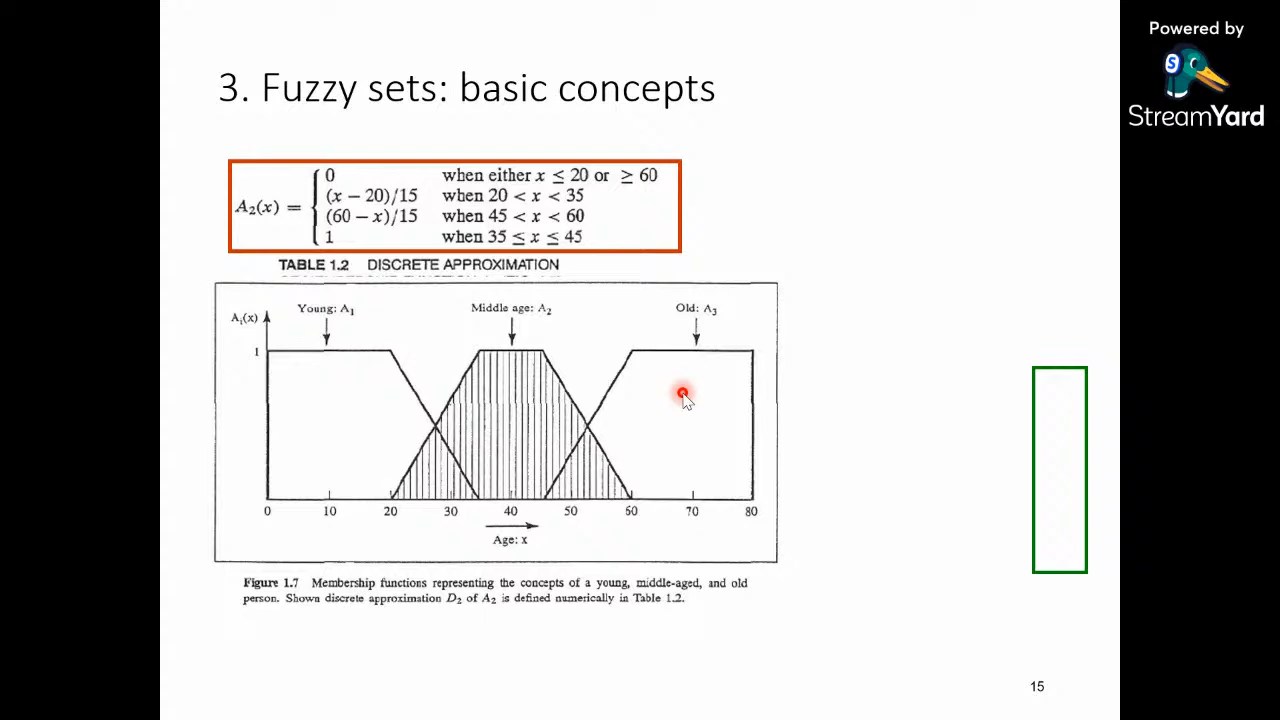 Powered by
StreamYard
3. Fuzzy sets: basic concepts
A₂(x) = { 0 when either x ≤ 20 or ≥ 60
(x − 20)/15 when 20 < x < 35
(60 − x)/15 when 45 < x < 60
1 when 35 ≤ x ≤ 45
TABLE 1.2 DISCRETE APPROXIMATION
Young: A₁ Middle age: A₂ Old: A₃
Aᵢ(x)
1
0 10 20 30 40 50 60 70 80
Age: x
Figure 1.7 Membership functions representing the concepts of a young, middle-aged, and old
person. Shown discrete approximation D₂ of A₂ is defined numerically in Table 1.2.
15